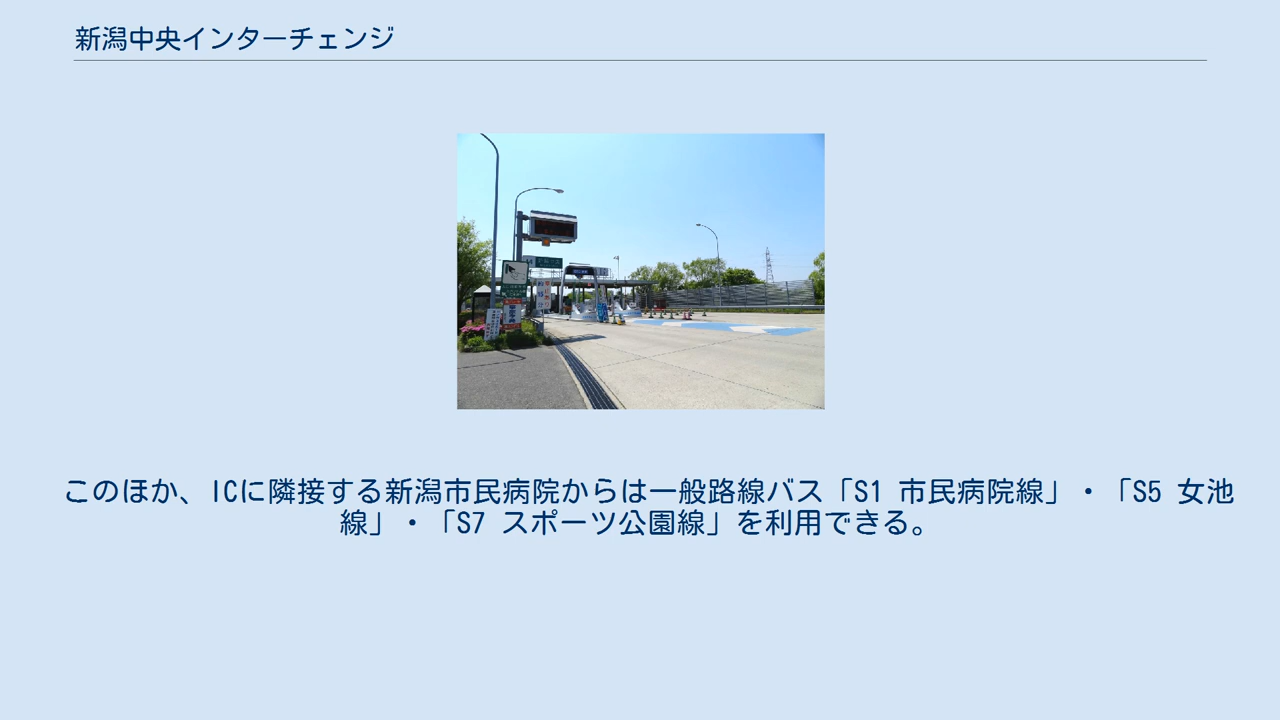 新潟中央インターチェンジ
このほか、ICに隣接する新潟市民病院からは一般路線バス「S1 市民病院線」・「S5 女池
線」・「S7 スポーツ公園線」を利用できる。